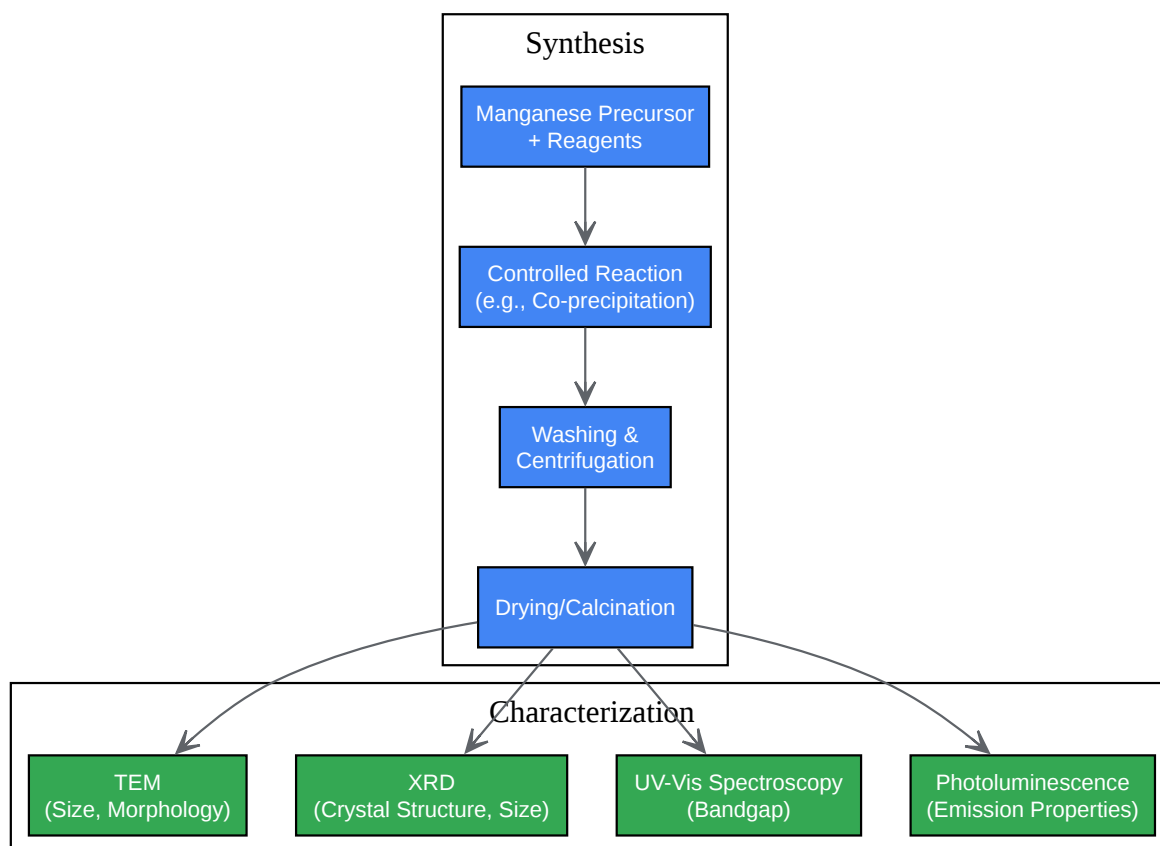 Synthesis
Manganese Precursor
+ Reagents
Controlled Reaction
(e.g., Co-precipitation)
Washing &
Centrifugation
Drying/Calcination
Characterization
TEM
(Size, Morphology)
XRD
(Crystal Structure, Size)
UV-Vis Spectroscopy
(Bandgap)
Photoluminescence
(Emission Properties)